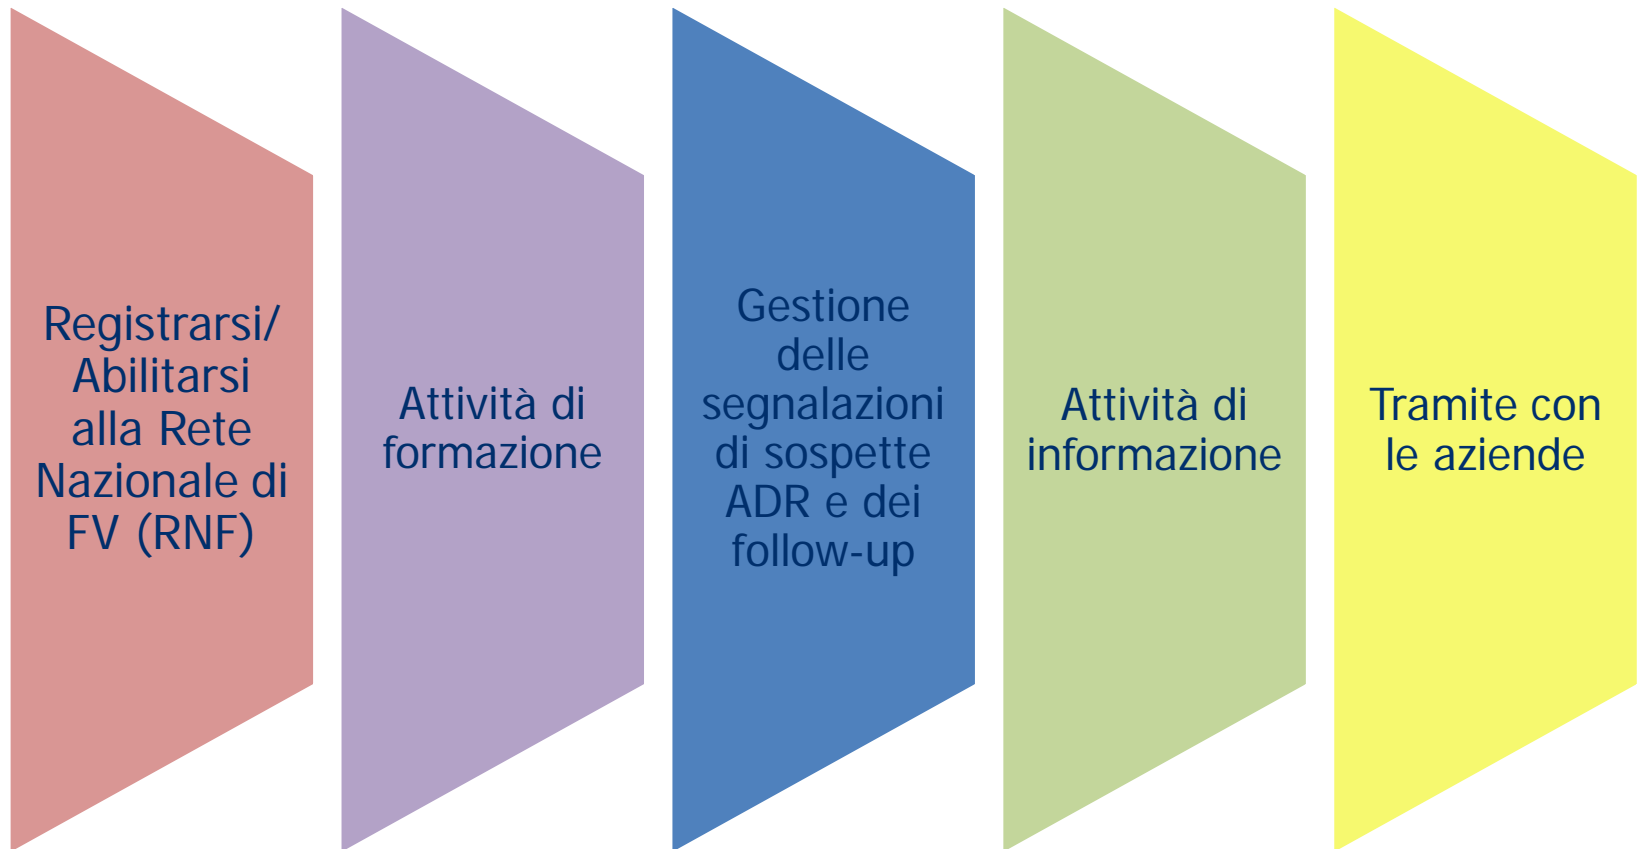 Registrarsi/
Abilitarsi
alla Rete
Nazionale di
FV (RNF)
Attività di
formazione
Gestione
delle
segnalazioni
di sospette
ADR e dei
follow-up
Attività di
informazione
Tramite con
le aziende